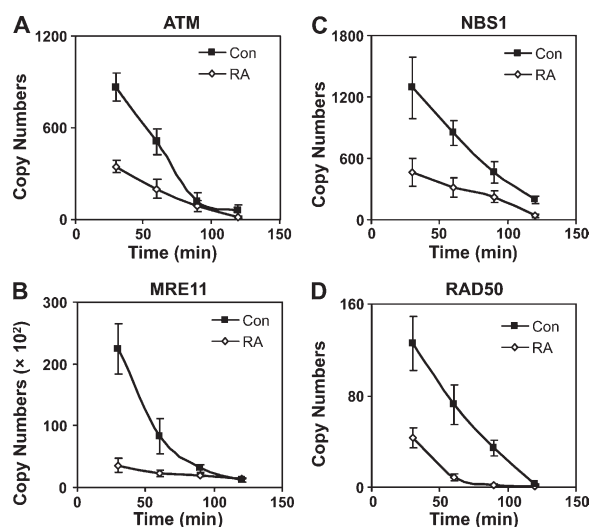 A
ATM
1200
600
0
Copy Numbers
Con
RA
0 50 100 150
Time (min)
C
NBS1
1800
1200
600
0
Copy Numbers
Con
RA
0 50 100 150
Time (min)
B
MRE11
300
200
100
0
Copy Numbers (× 10²)
Con
RA
0 50 100 150
Time (min)
D
RAD50
160
80
0
Copy Numbers
Con
RA
0 50 100 150
Time (min)